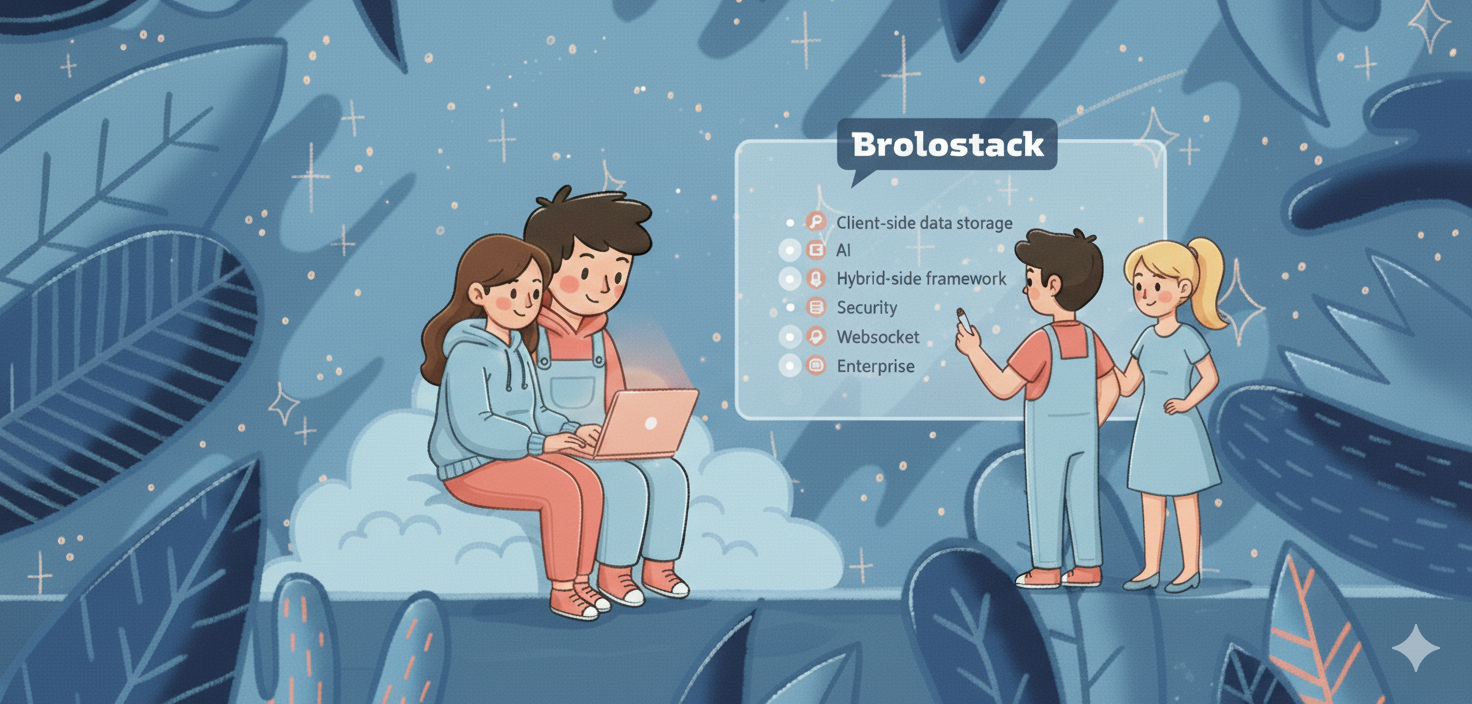 Brolostack
Client-side data storage
AI
Hybrid-side framework
Security
Websocket
Enterprise